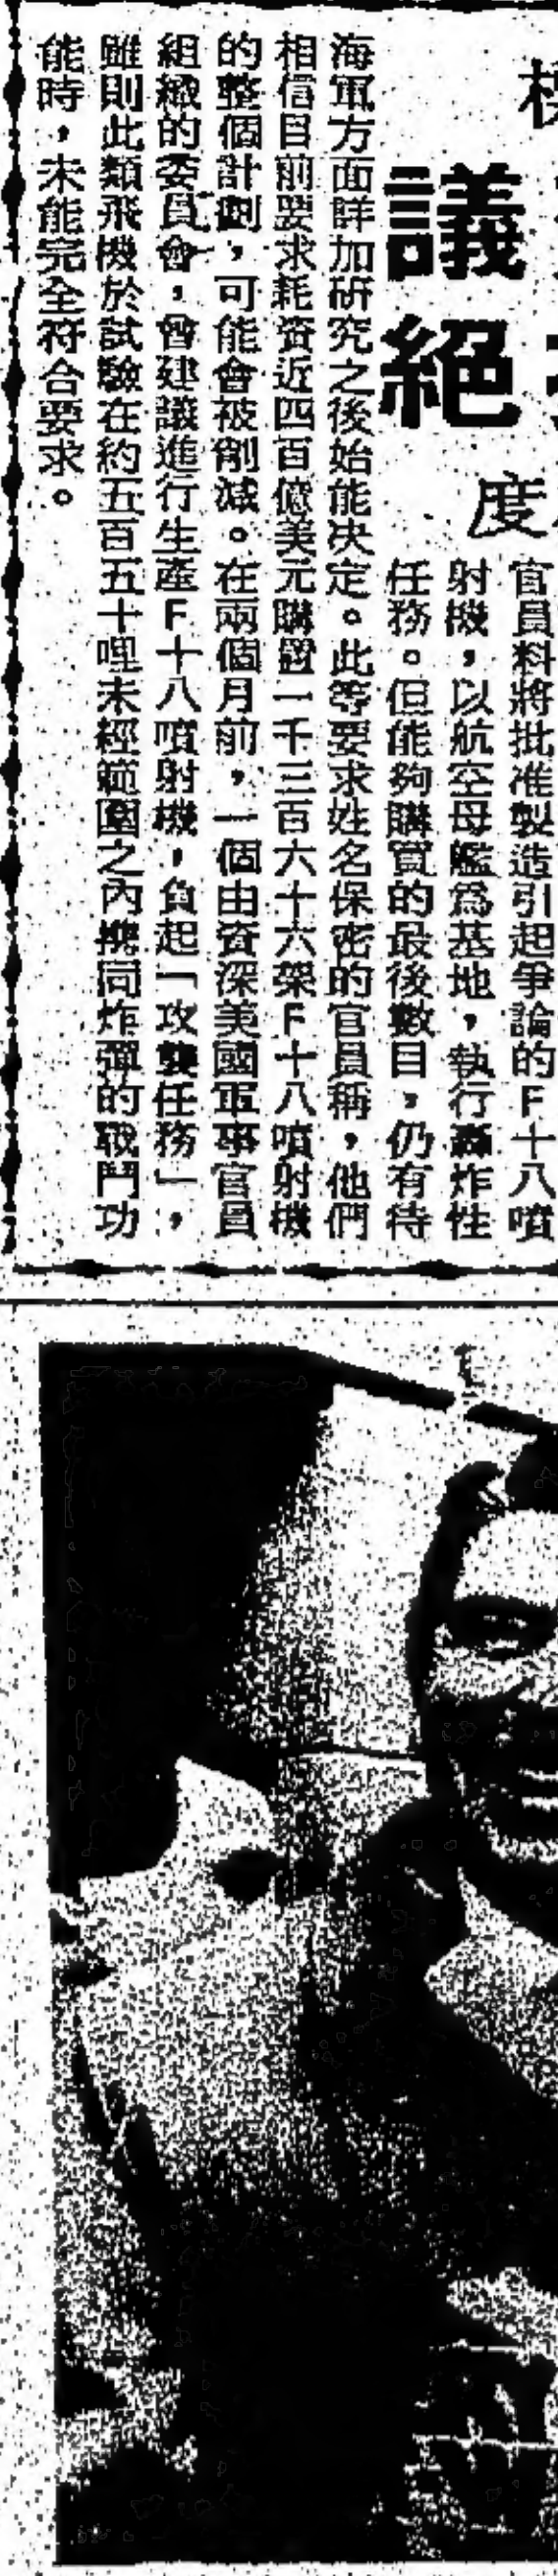 議
絕
度
官員料將批准製造引起爭論的F十八噴
射機，以航空母艦爲基地，執行轟炸性
任務。但能夠購買的最後數目，仍有待
海軍方面詳加研究之後始能決定。此等要求姓名保密的官員稱，他們
相信目前要求耗資近四百億美元購置一千三百六十六架F十八噴射機
的整個計劃，可能會被削減。在兩個月前，一個由資深美國軍事官員
組織的委員會，曾建議進行生產F十八噴射機，負起「攻擊任務」，
雖則此類飛機於試驗在約五百五十哩未經範圍之內携同炸彈的戰鬥功
能時，未能完全符合要求。